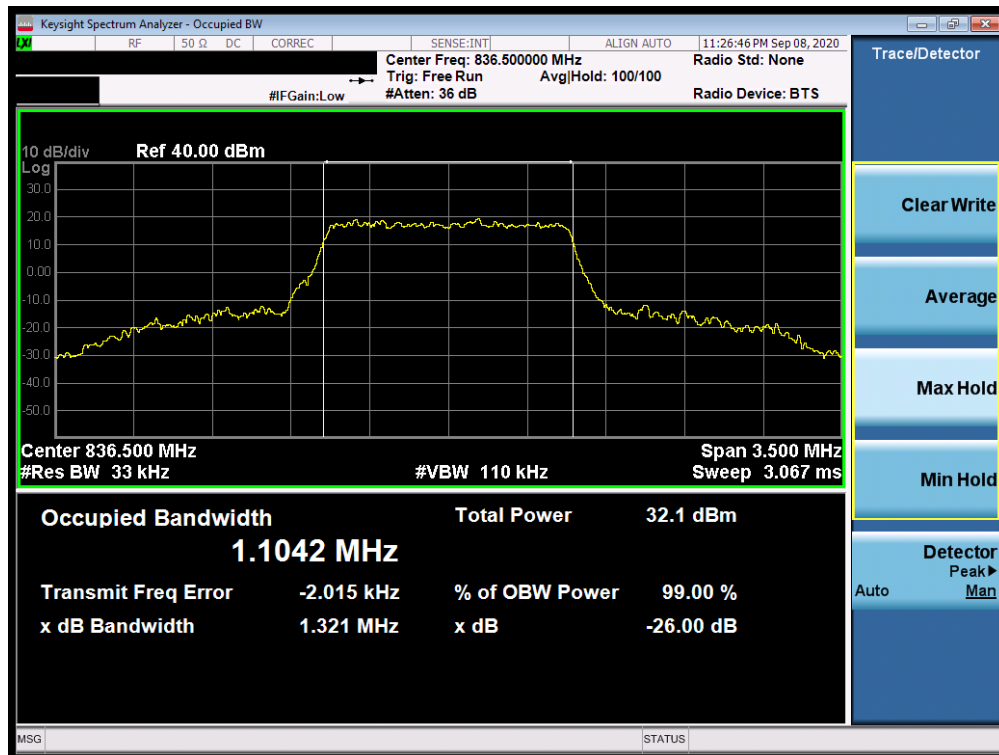 Keysight Spectrum Analyzer - Occupied BW
LXI RF 50 Ω DC CORREC SENSE:INT ALIGN AUTO 11:26:46 PM Sep 08, 2020
Center Freq: 836.500000 MHz Radio Std: None
Trig: Free Run Avg|Hold: 100/100
#IFGain:Low #Atten: 36 dB Radio Device: BTS
Trace/Detector
10 dB/div Ref 40.00 dBm
Log
30.0
20.0
10.0
0.00
-10.0
-20.0
-30.0
-40.0
-50.0
Center 836.500 MHz Span 3.500 MHz
#Res BW 33 kHz #VBW 110 kHz Sweep 3.067 ms
Occupied Bandwidth Total Power 32.1 dBm
1.1042 MHz
Transmit Freq Error -2.015 kHz % of OBW Power 99.00 %
x dB Bandwidth 1.321 MHz x dB -26.00 dB
Clear Write
Average
Max Hold
Min Hold
Detector
Peak▶
Auto Man
MSG STATUS